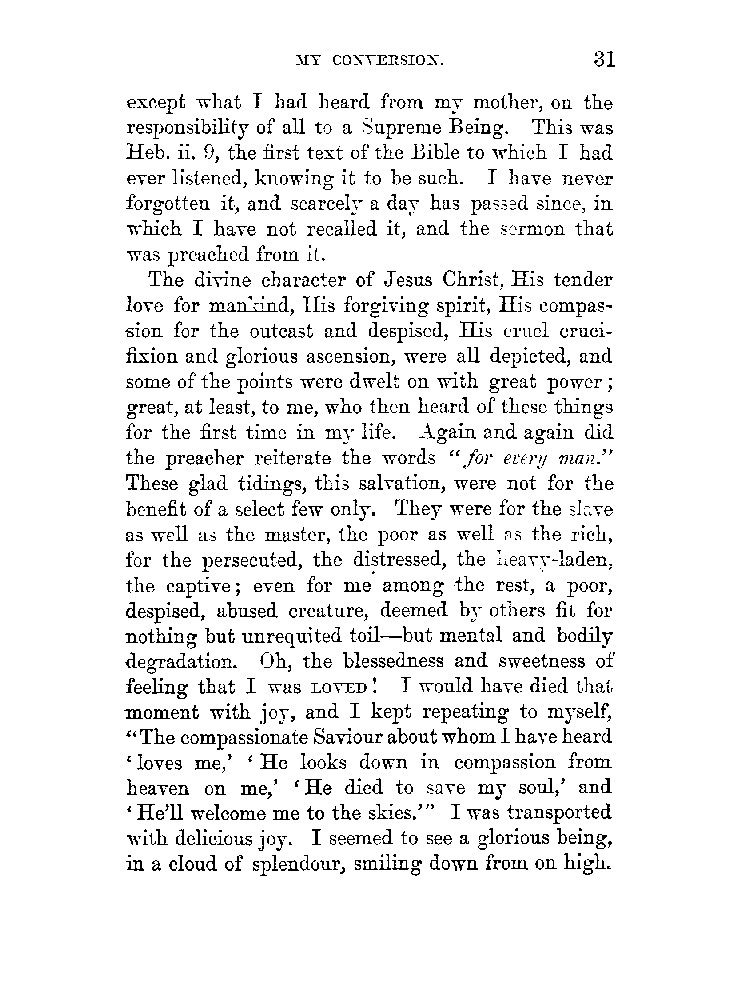 MY CONVERSION. 31
except what I had heard from my mother, on the
responsibility of all to a Supreme Being. This was
Heb. ii. 9, the first text of the Bible to which I had
ever listened, knowing it to be such. I have never
forgotten it, and scarcely a day has passed since, in
which I have not recalled it, and the sermon that
was preached from it.
The divine character of Jesus Christ, His tender
love for mankind, His forgiving spirit, His compas-
sion for the outcast and despised, His cruel cruci-
fixion and glorious ascension, were all depicted, and
some of the points were dwelt on with great power;
great, at least, to me, who then heard of these things
for the first time in my life. Again and again did
the preacher reiterate the words “for every man.”
These glad tidings, this salvation, were not for the
benefit of a select few only. They were for the slave
as well as the master, the poor as well as the rich,
for the persecuted, the distressed, the heavy-laden,
the captive; even for me among the rest, a poor,
despised, abused creature, deemed by others fit for
nothing but unrequited toil—but mental and bodily
degradation. Oh, the blessedness and sweetness of
feeling that I was LOVED! I would have died that
moment with joy, and I kept repeating to myself,
“The compassionate Saviour about whom I have heard
‘loves me,’ ‘He looks down in compassion from
heaven on me,’ ‘He died to save my soul,’ and
‘He’ll welcome me to the skies.’” I was transported
with delicious joy. I seemed to see a glorious being,
in a cloud of splendour, smiling down from on high.